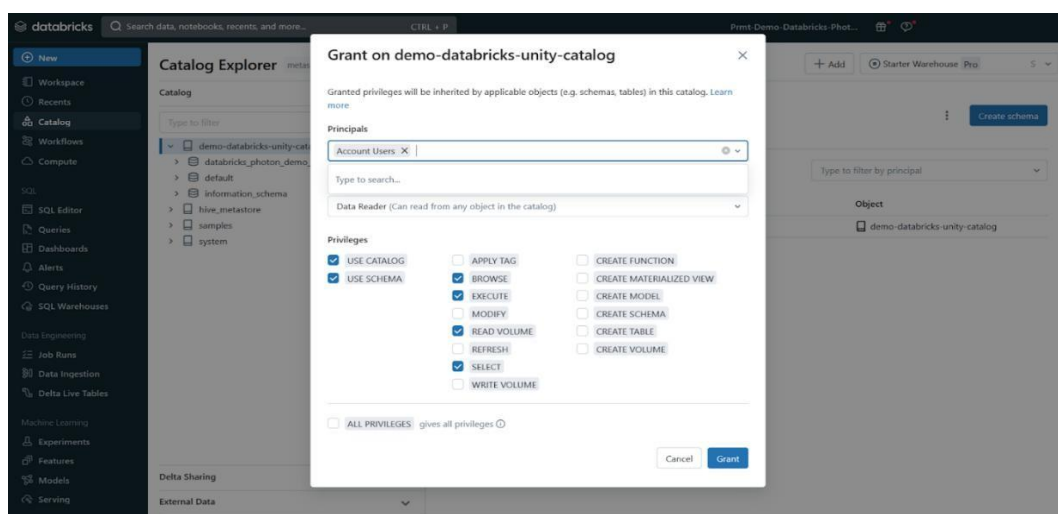 databricks
Search data, notebooks, recents, and more...
CTRL + P
Prmt-Demo-Databricks-Phot...
New
Workspace
Recents
Catalog
Workflows
Compute
SQL
SQL Editor
Queries
Dashboards
Alerts
Query History
SQL Warehouses
Data Engineering
Job Runs
Data Ingestion
Delta Live Tables
Machine Learning
Experiments
Features
Models
Serving
Catalog Explorer metas
Catalog
Type to filter
demo-databricks-unity-cata
databricks_photon_demo_
default
information_schema
hive_metastore
samples
system
Delta Sharing
External Data
Grant on demo-databricks-unity-catalog
Granted privileges will be inherited by applicable objects (e.g. schemas, tables) in this catalog. Learn
more
Principals
Account Users
Type to search...
Data Reader (Can read from any object in the catalog)
Privileges
USE CATALOG
USE SCHEMA
APPLY TAG
BROWSE
EXECUTE
MODIFY
READ VOLUME
REFRESH
SELECT
WRITE VOLUME
CREATE FUNCTION
CREATE MATERIALIZED VIEW
CREATE MODEL
CREATE SCHEMA
CREATE TABLE
CREATE VOLUME
ALL PRIVILEGES gives all privileges
Cancel
Grant
Add
Starter Warehouse Pro S
Create schema
Type to filter by principal
Object
demo-databricks-unity-catalog